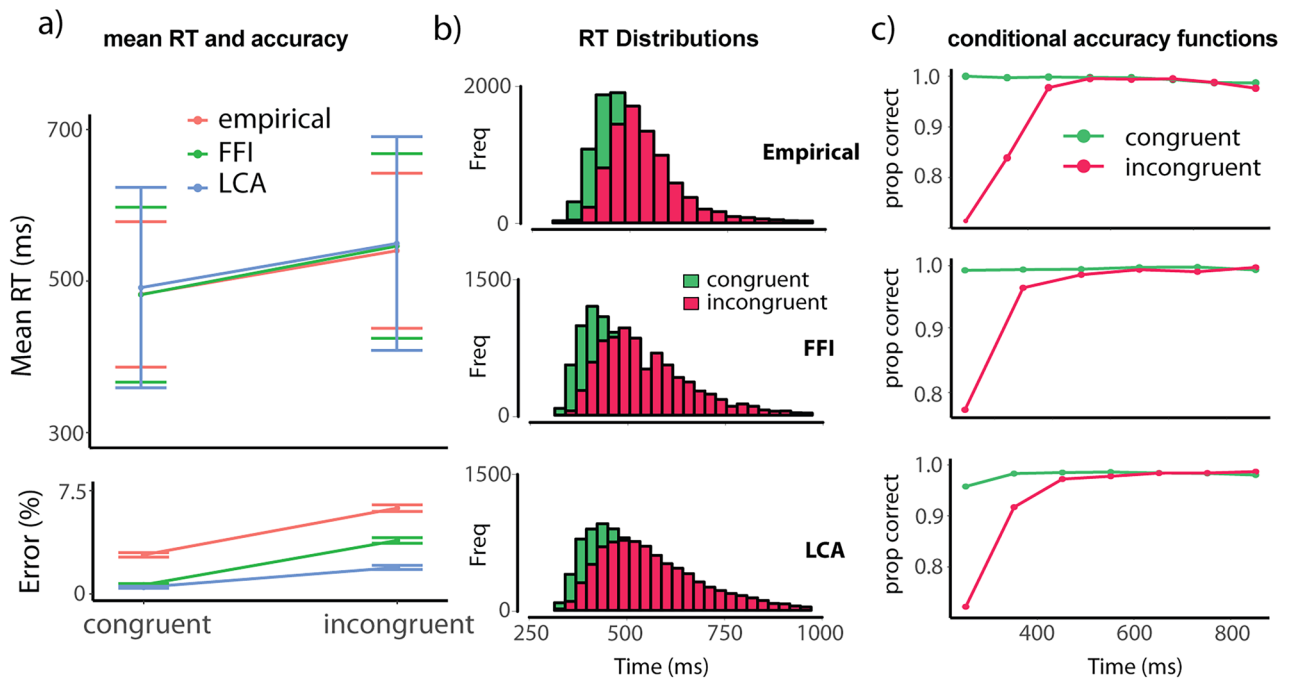 a)
mean RT and accuracy
empirical
FFI
LCA
Mean RT (ms)
700
500
300
Error (%)
7.5
0
congruent
incongruent
b)
RT Distributions
Freq
2000
0
Empirical
Freq
1500
0
congruent
incongruent
FFI
Freq
1500
0
LCA
250
500
750
1000
Time (ms)
c)
conditional accuracy functions
prop correct
1.0
0.9
0.8
congruent
incongruent
prop correct
1.0
0.9
0.8
prop correct
1.0
0.9
0.8
400
600
800
Time (ms)